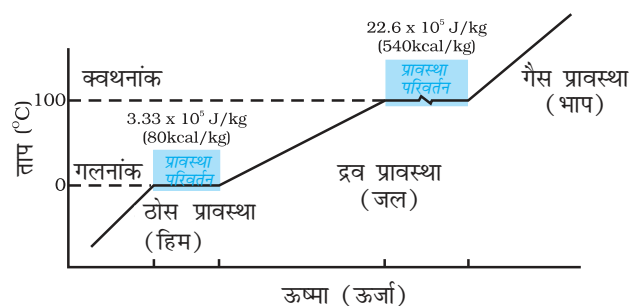 22.6 x 10⁵ J/kg
(540kcal/kg)
क्वथनांक
प्रावस्था
परिवर्तन
गैस प्रावस्था
(भाप)
100
3.33 x 10⁵ J/kg
(80kcal/kg)
ताप (°C)
गलनांक
प्रावस्था
परिवर्तन
0
द्रव प्रावस्था
(जल)
ठोस प्रावस्था
(हिम)
ऊष्मा (ऊर्जा)